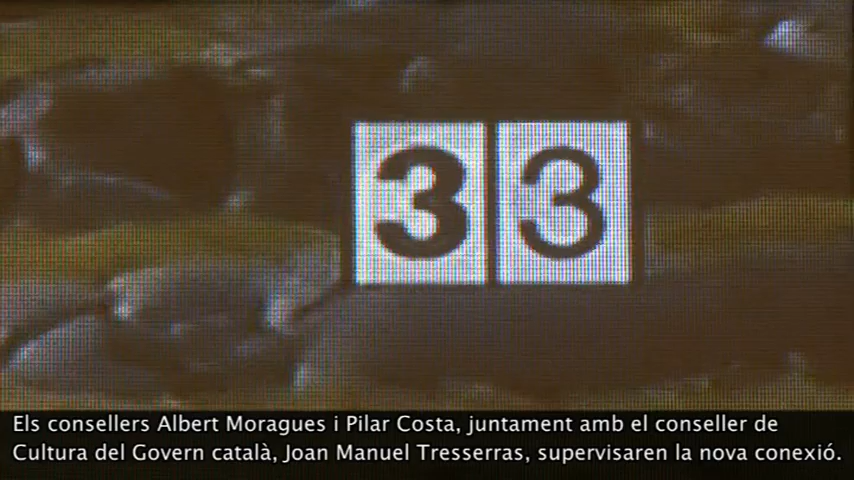 33
Els consellers Albert Moragues i Pilar Costa, juntament amb el conseller de
Cultura del Govern català, Joan Manuel Tresserras, supervisaren la nova conexió.